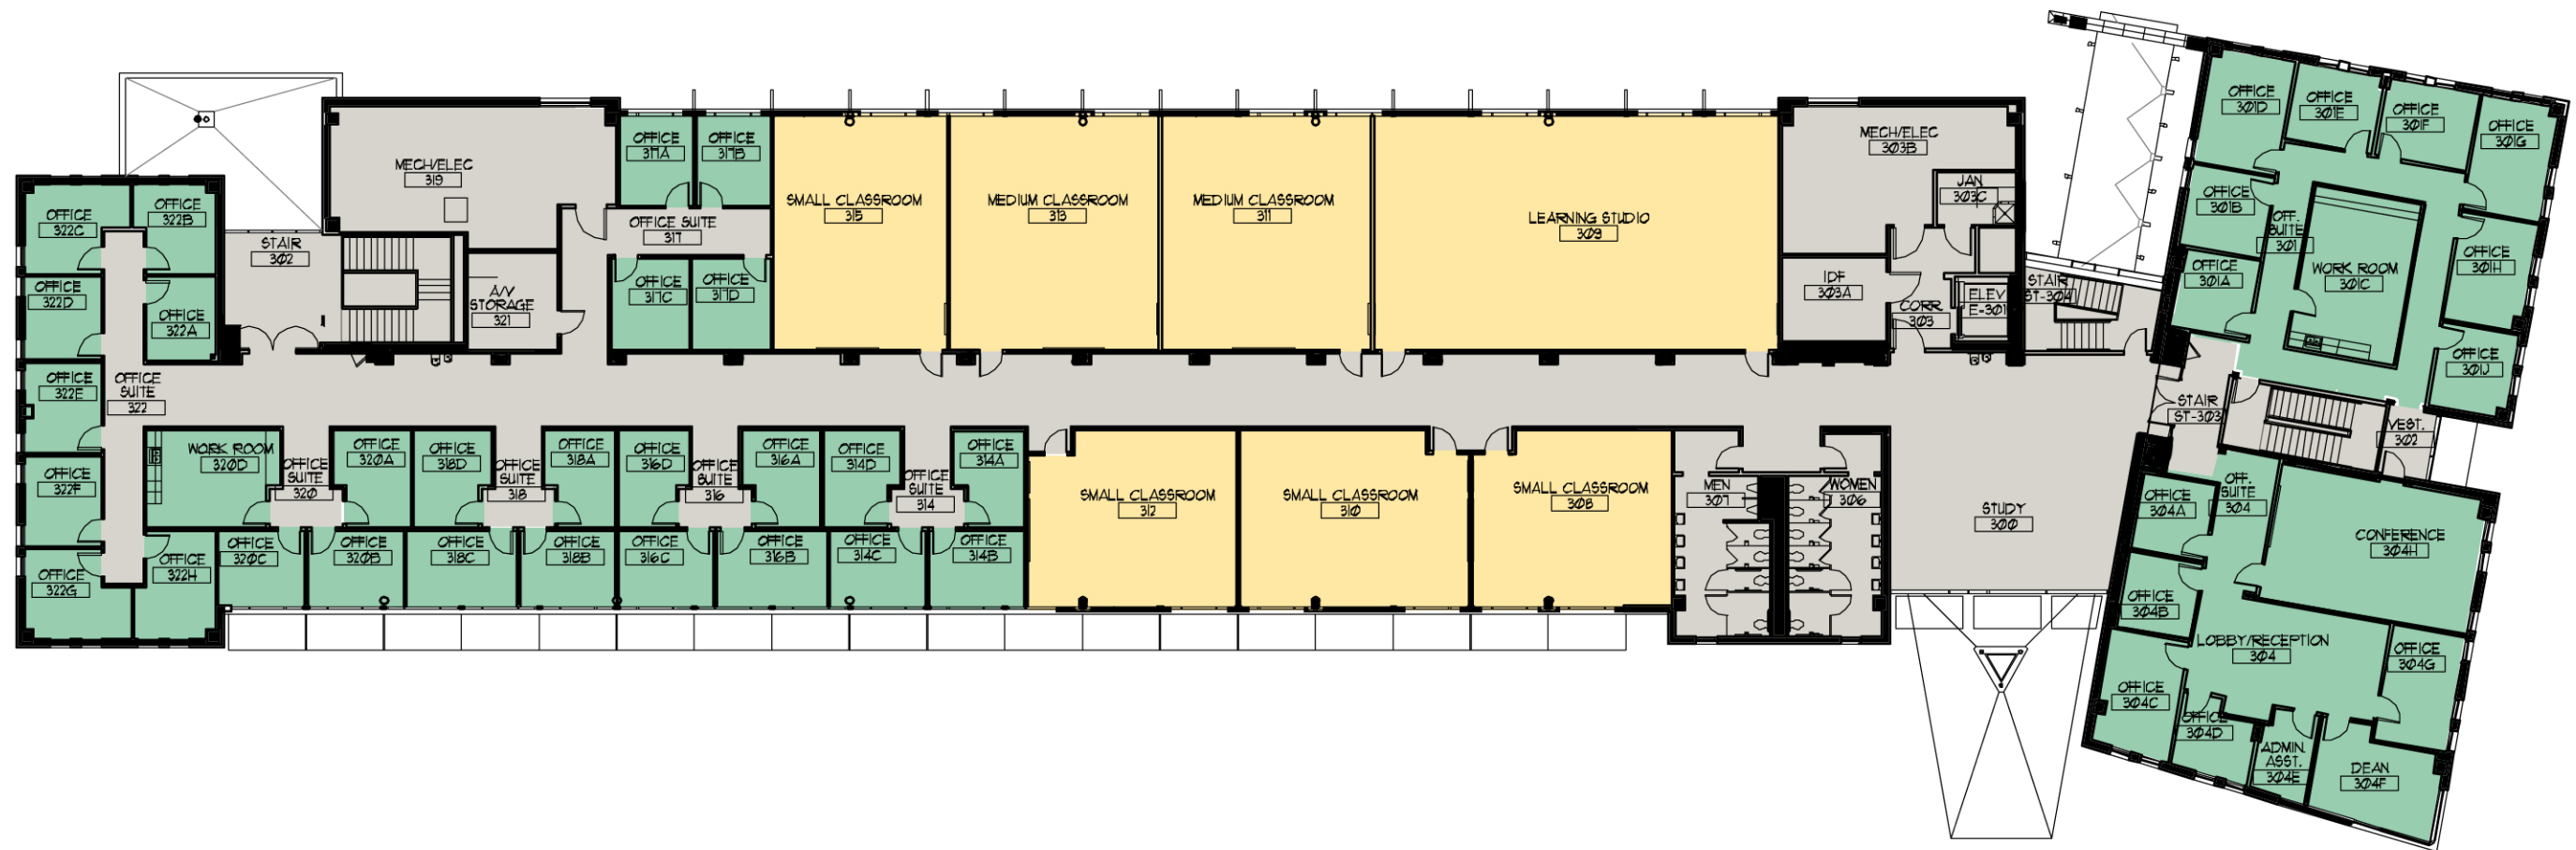 OFFICE
322C
OFFICE
322B
OFFICE
322D
OFFICE
322A
OFFICE
322E
OFFICE
SUITE
322
OFFICE
322F
OFFICE
322G
OFFICE
322H
STAIR
302
MECH/ELEC
319
A/V
STORAGE
321
OFFICE
317A
OFFICE
317B
OFFICE SUITE
317
OFFICE
317C
OFFICE
317D
SMALL CLASSROOM
315
MEDIUM CLASSROOM
313
MEDIUM CLASSROOM
311
LEARNING STUDIO
309
MECH/ELEC
303B
JAN
303C
IDF
303A
CORR.
303
ELEV
E-301
STAIR
ST-304
WORK ROOM
320D
OFFICE
SUITE
320
OFFICE
320A
OFFICE
320C
OFFICE
320B
OFFICE
318D
OFFICE
SUITE
318
OFFICE
318A
OFFICE
318C
OFFICE
318B
OFFICE
316D
OFFICE
SUITE
316
OFFICE
316A
OFFICE
316C
OFFICE
316B
OFFICE
314D
OFFICE
SUITE
314
OFFICE
314A
OFFICE
314C
OFFICE
314B
SMALL CLASSROOM
312
SMALL CLASSROOM
310
SMALL CLASSROOM
308
MEN
307
WOMEN
306
STUDY
300
OFFICE
301D
OFFICE
301E
OFFICE
301F
OFFICE
301G
OFFICE
301B
OFF.
SUITE
301
OFFICE
301A
WORK ROOM
301C
OFFICE
301H
OFFICE
301J
STAIR
ST-303
VEST.
302
OFFICE
304A
OFF.
SUITE
304
CONFERENCE
304H
OFFICE
304B
LOBBY/RECEPTION
304
OFFICE
304G
OFFICE
304C
OFFICE
304D
ADMIN.
ASST.
304E
DEAN
304F